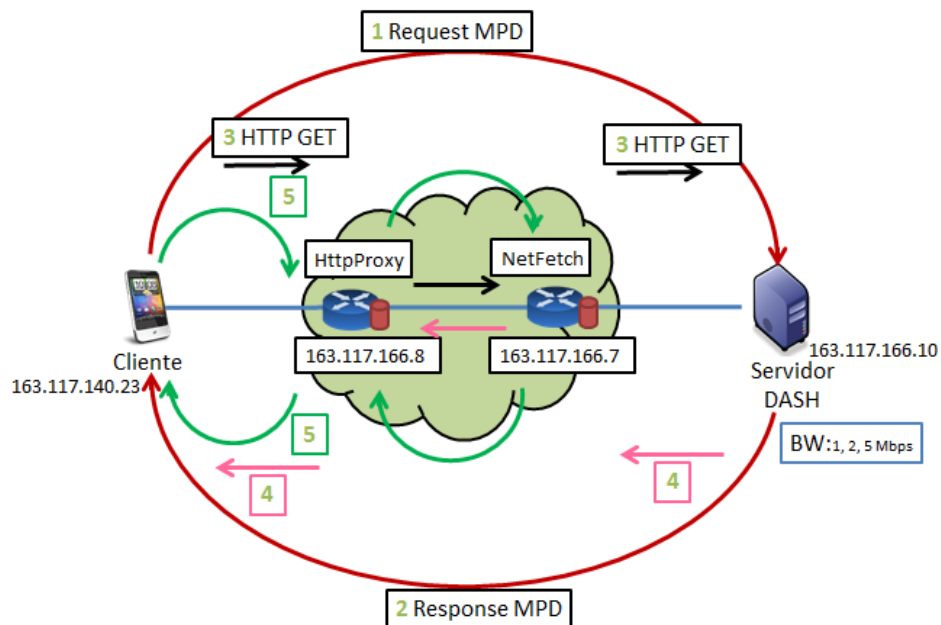 1 Request MPD
3 HTTP GET
3 HTTP GET
5
HttpProxy
NetFetch
163.117.166.8
163.117.166.7
Cliente
163.117.140.23
163.117.166.10
Servidor
DASH
BW:1, 2, 5 Mbps
5
4
4
2 Response MPD